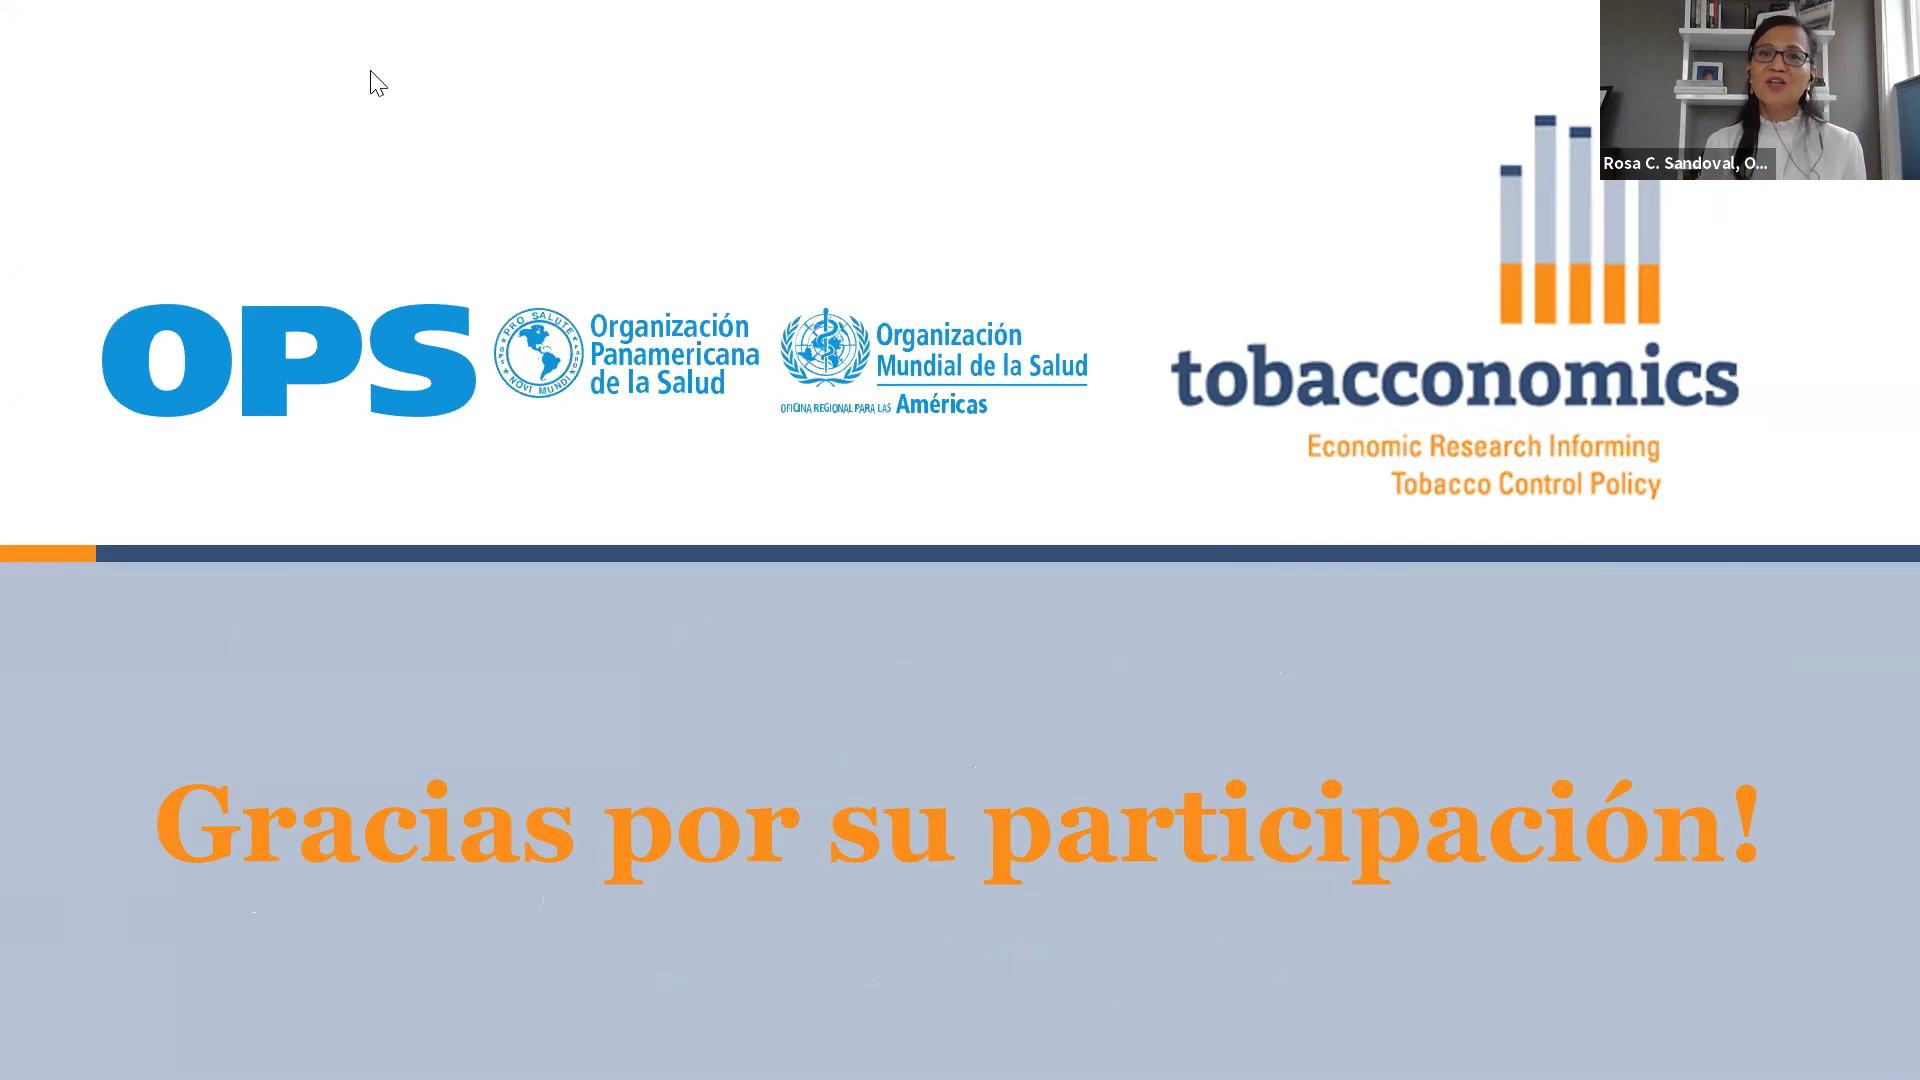 Rosa C. Sandoval, O...
OPS
PRO SALUTE
NOVI MUNDI
Organización
Panamericana
de la Salud
Organización
Mundial de la Salud
OFICINA REGIONAL PARA LAS Américas
tobacconomics
Economic Research Informing
Tobacco Control Policy
Gracias por su participación!